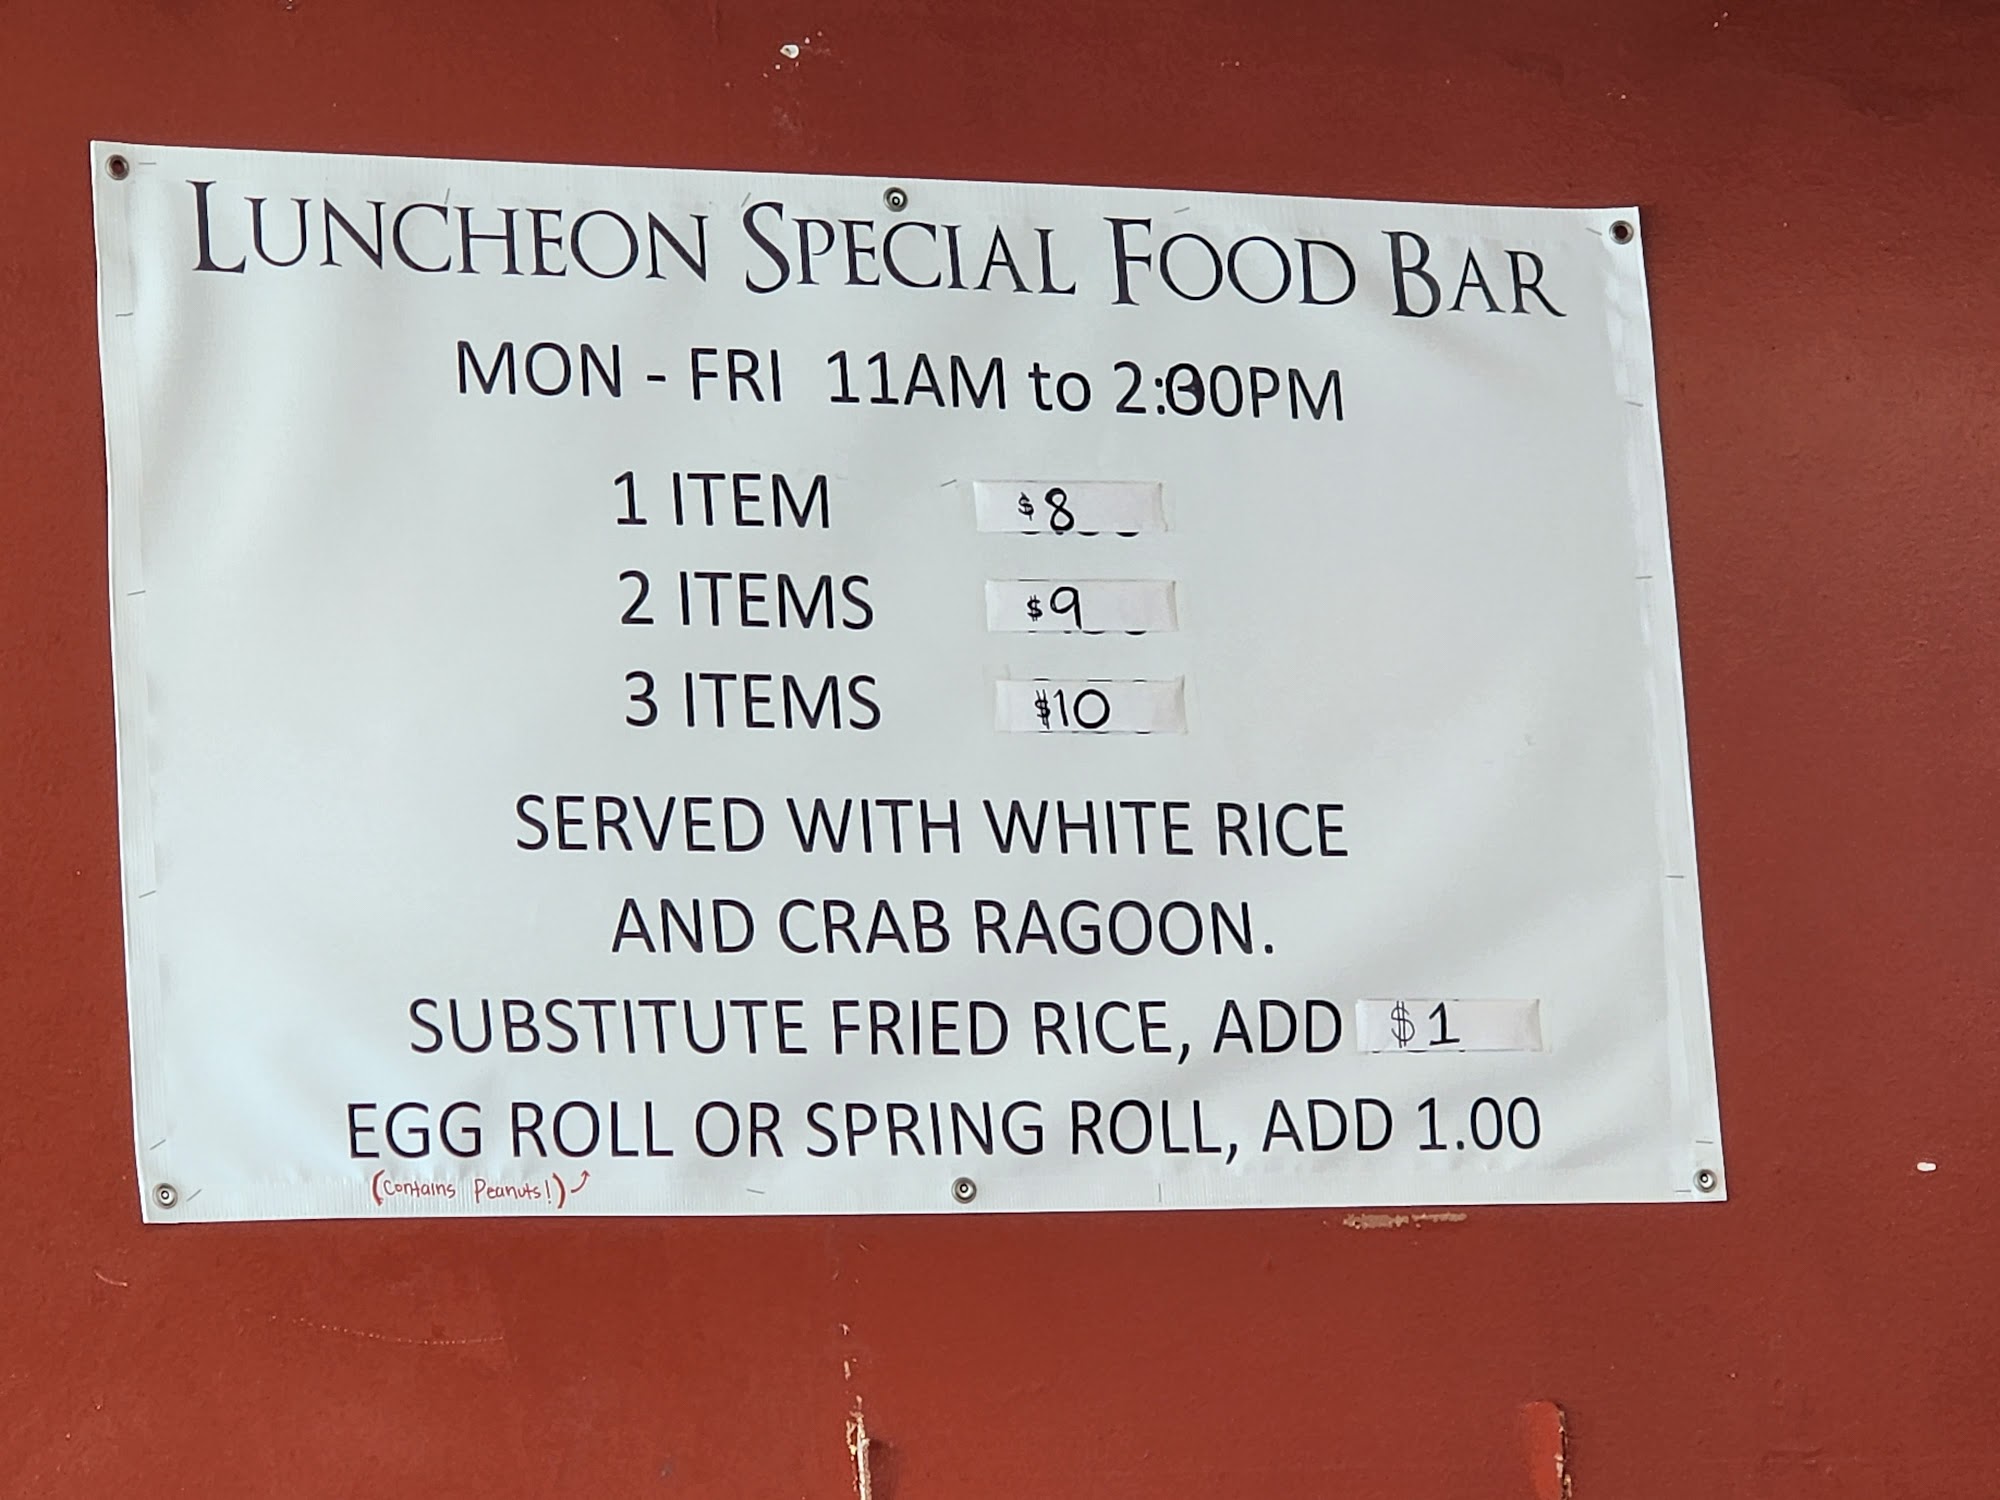 LUNCHEON SPECIAL FOOD BAR
MON - FRI 11AM to 2:00PM
1 ITEM $8
2 ITEMS $9
3 ITEMS $10
SERVED WITH WHITE RICE
AND CRAB RAGOON.
SUBSTITUTE FRIED RICE, ADD $1
EGG ROLL OR SPRING ROLL, ADD 1.00
(Contains Peanuts!)